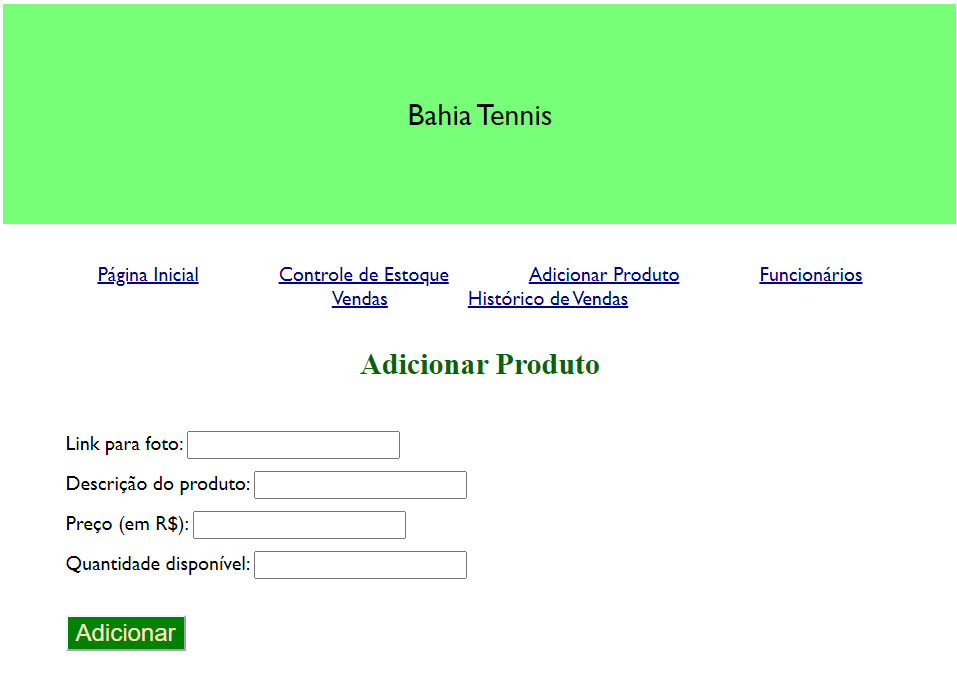 Bahia Tennis
Página Inicial Controle de Estoque Adicionar Produto Funcionários
Vendas Histórico de Vendas
Adicionar Produto
Link para foto:
Descrição do produto:
Preço (em R$):
Quantidade disponível:
Adicionar